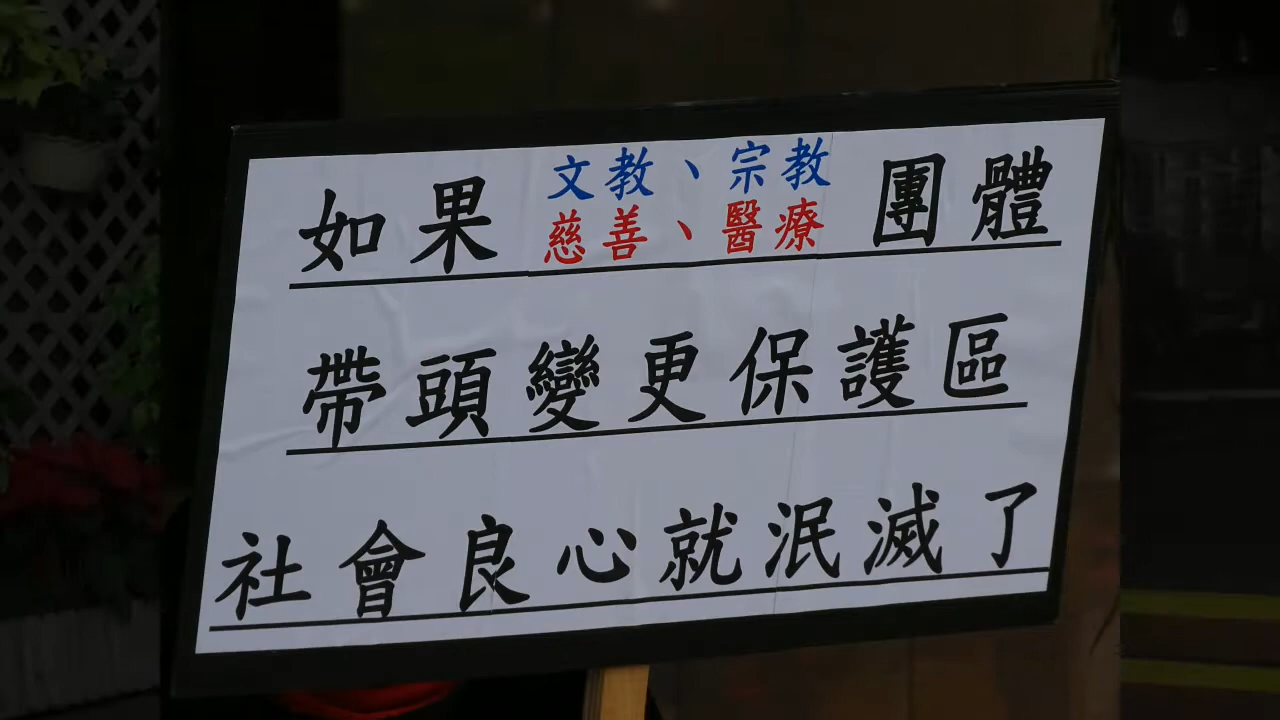 如果 文教、宗教 團體
慈善、醫療
帶頭變更保護區
社會良心就泯滅了